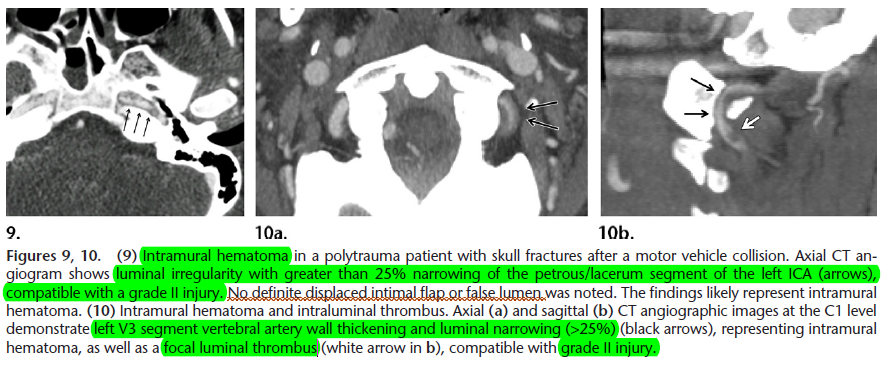 9.
10a.
10b.
Figures 9, 10. (9) Intramural hematoma in a polytrauma patient with skull fractures after a motor vehicle collision. Axial CT an-
giogram shows luminal irregularity with greater than 25% narrowing of the petrous/lacerum segment of the left ICA (arrows),
compatible with a grade II injury. No definite displaced intimal flap or false lumen was noted. The findings likely represent intramural
hematoma. (10) Intramural hematoma and intraluminal thrombus. Axial (a) and sagittal (b) CT angiographic images at the C1 level
demonstrate left V3 segment vertebral artery wall thickening and luminal narrowing (>25%) (black arrows), representing intramural
hematoma, as well as a focal luminal thrombus (white arrow in b), compatible with grade II injury.